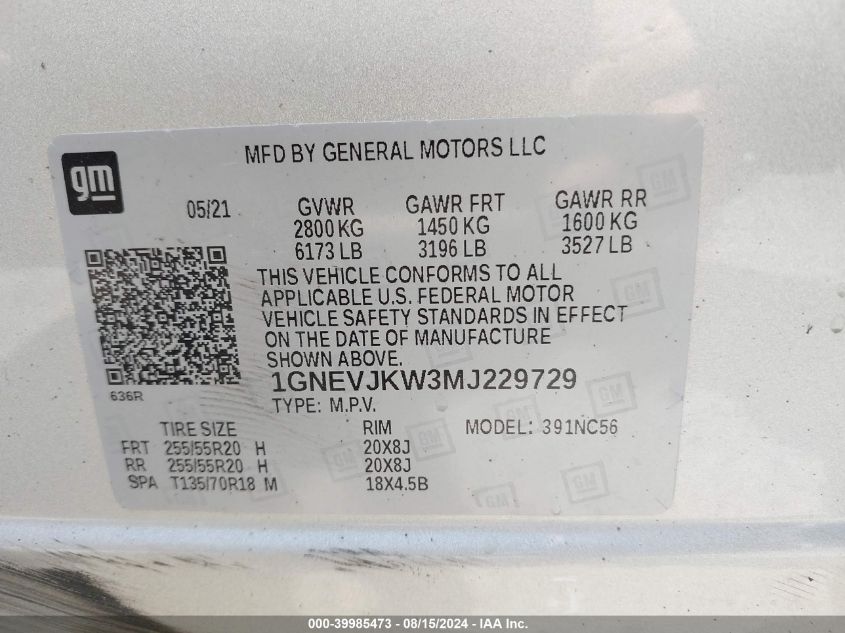 MFD BY GENERAL MOTORS LLC
gm
05/21 GVWR GAWR FRT GAWR RR
2800 KG 1450 KG 1600 KG
6173 LB 3196 LB 3527 LB
THIS VEHICLE CONFORMS TO ALL
APPLICABLE U.S. FEDERAL MOTOR
VEHICLE SAFETY STANDARDS IN EFFECT
ON THE DATE OF MANUFACTURE
SHOWN ABOVE.
1GNEVJKW3MJ229729
636R
TYPE: M.P.V.
TIRE SIZE RIM MODEL: 391NC56
FRT 255/55R20 H 20X8J
RR 255/55R20 H 20X8J
SPA T135/70R18 M 18X4.5B
000-39985473 - 08/15/2024 - IAA Inc.